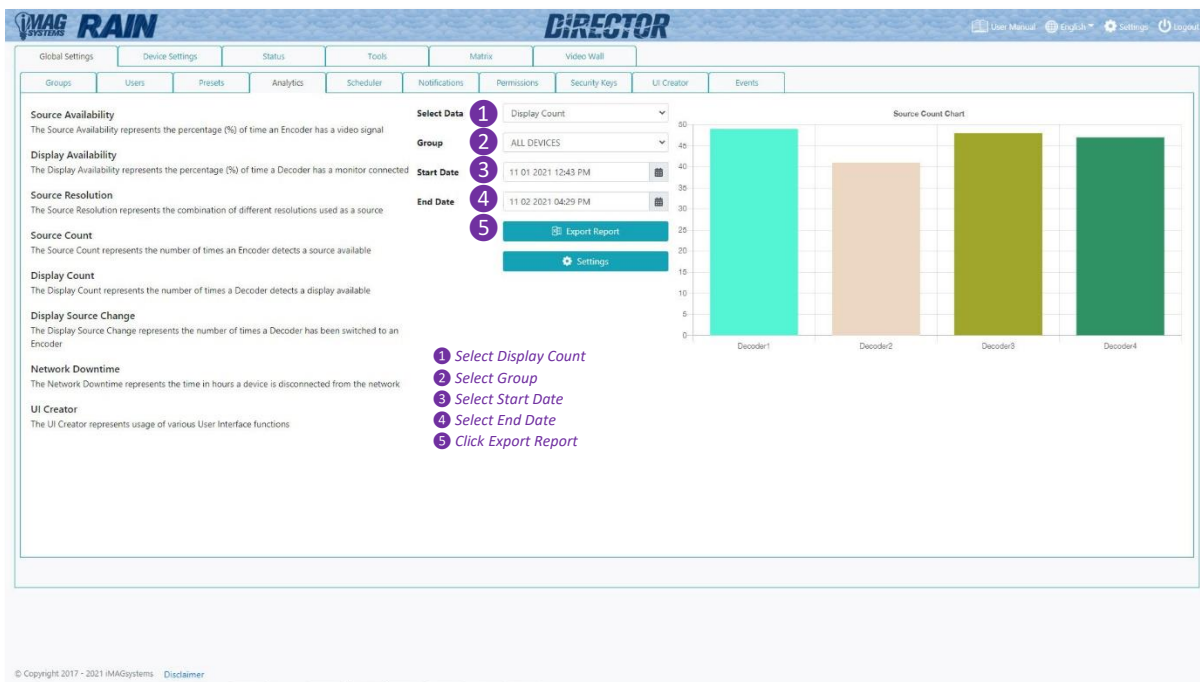 iMAG SYSTEMS RAIN
DiRECTOR
User Manual English Settings Logout
Global Settings Device Settings Status Tools Matrix Video Wall
Groups Users Presets Analytics Scheduler Notifications Permissions Security Keys UI Creator Events
Source Availability
The Source Availability represents the percentage (%) of time an Encoder has a video signal
Display Availability
The Display Availability represents the percentage (%) of time a Decoder has a monitor connected
Source Resolution
The Source Resolution represents the combination of different resolutions used as a source
Source Count
The Source Count represents the number of times an Encoder detects a source available
Display Count
The Display Count represents the number of times a Decoder detects a display available
Display Source Change
The Display Source Change represents the number of times a Decoder has been switched to an
Encoder
Network Downtime
The Network Downtime represents the time in hours a device is disconnected from the network
UI Creator
The UI Creator represents usage of various User Interface functions
Select Data 1 Display Count
Group 2 ALL DEVICES
Start Date 3 11 01 2021 12:43 PM
End Date 4 11 02 2021 04:29 PM
5 Export Report
Settings
1 Select Display Count
2 Select Group
3 Select Start Date
4 Select End Date
5 Click Export Report
Source Count Chart
50
45
40
35
30
25
20
15
10
5
0
Decoder1 Decoder2 Decoder3 Decoder4
© Copyright 2017 - 2021 iMAGsystems Disclaimer